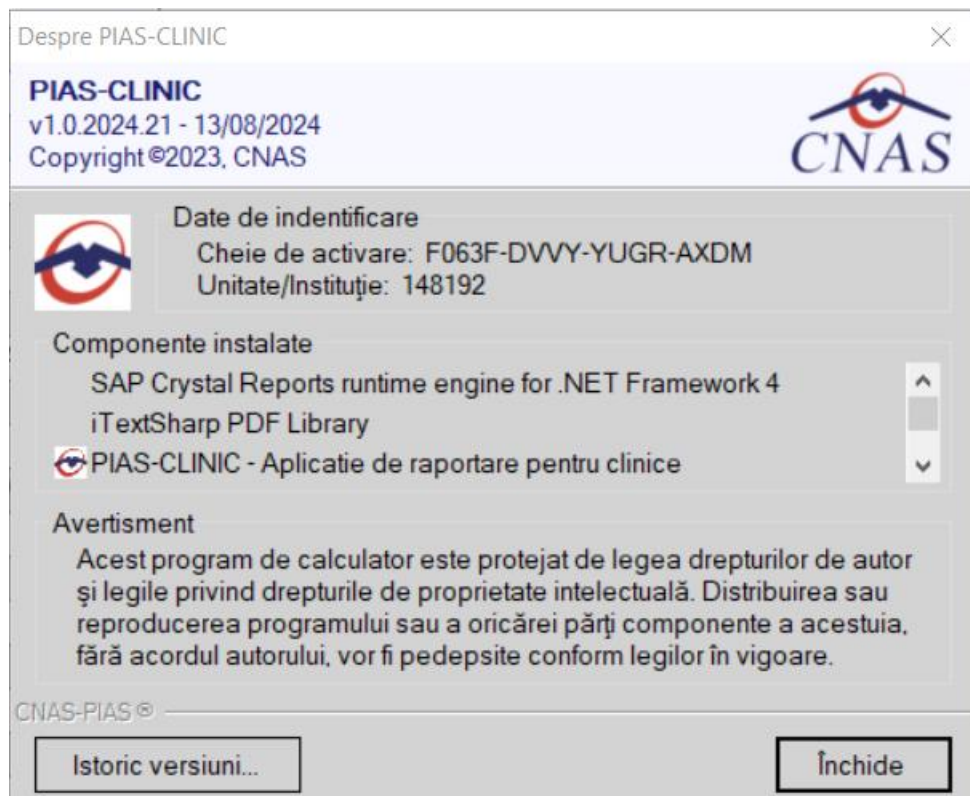 Despre PIAS-CLINIC
PIAS-CLINIC
v1.0.2024.21 - 13/08/2024
Copyright ©2023, CNAS
CNAS
Date de indentificare
Cheie de activare: F063F-DVVY-YUGR-AXDM
Unitate/Instituţie: 148192
Componente instalate
SAP Crystal Reports runtime engine for .NET Framework 4
iTextSharp PDF Library
PIAS-CLINIC - Aplicatie de raportare pentru clinice
Avertisment
Acest program de calculator este protejat de legea drepturilor de autor
şi legile privind drepturile de proprietate intelectuală. Distribuirea sau
reproducerea programului sau a oricărei părţi componente a acestuia,
fără acordul autorului, vor fi pedepsite conform legilor în vigoare.
CNAS-PIAS ®
Istoric versiuni...
Închide